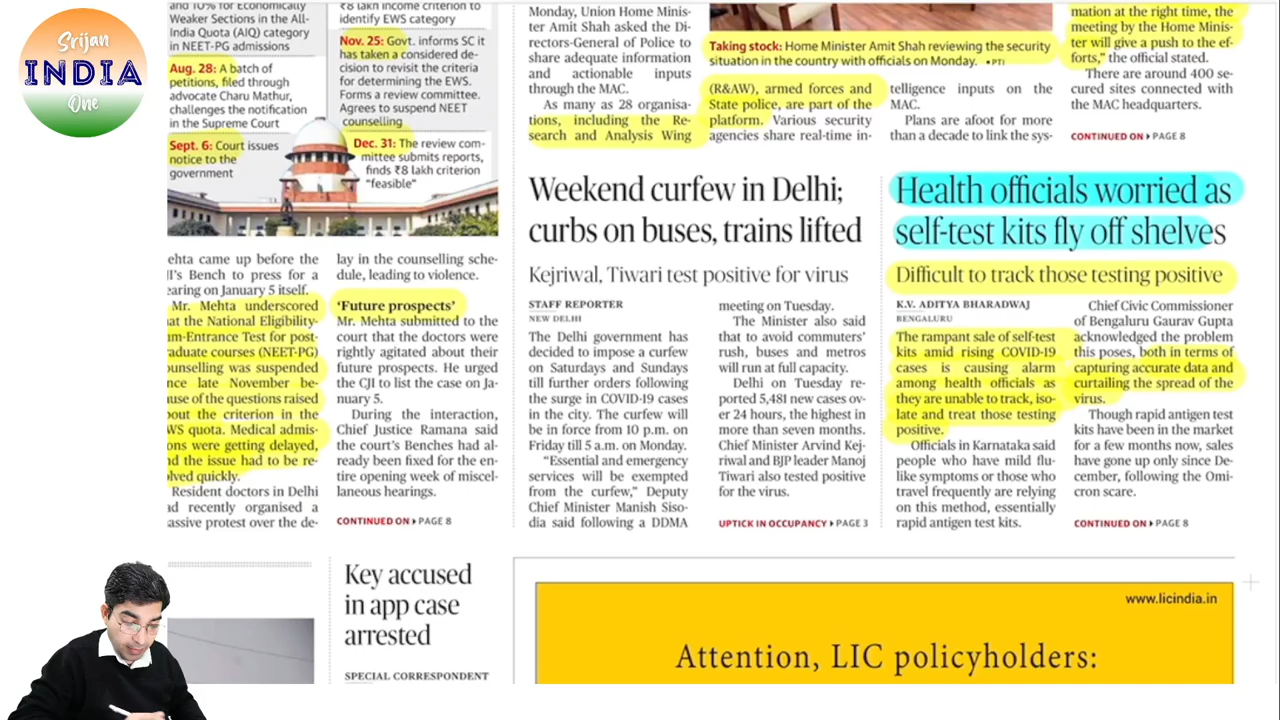 Srijan
INDIA
One
and 10% for Economically
Weaker Sections in the All-
India Quota (AIQ) category
in NEET-PG admissions
Aug. 28: A batch of
petitions, filed through
advocate Charu Mathur,
challenges the notification
in the Supreme Court
Sept. 6: Court issues
notice to the
government
₹8 lakh income criterion to
identify EWS category
Nov. 25: Govt. informs SC it
has taken a considered de-
cision to revisit the criteria
for determining the EWS.
Forms a review committee.
Agrees to suspend NEET
counselling
Dec. 31: The review com-
mittee submits reports,
finds ₹8 lakh criterion
"feasible"
ehta came up before the
I's Bench to press for a
earing on January 5 itself.
Mr. Mehta underscored
at the National Eligibility-
um-Entrance Test for post-
raduate courses (NEET-PG)
ounselling was suspended
nce late November be-
use of the questions raised
bout the criterion in the
WS quota. Medical admis-
ons were getting delayed,
nd the issue had to be re-
olved quickly.
Resident doctors in Delhi
ad recently organised a
assive protest over the de-
lay in the counselling sche-
dule, leading to violence.
'Future prospects'
Mr. Mehta submitted to the
court that the doctors were
rightly agitated about their
future prospects. He urged
the CJI to list the case on Ja-
nuary 5.
During the interaction,
Chief Justice Ramana said
the court's Benches had al-
ready been fixed for the en-
tire opening week of miscel-
laneous hearings.
CONTINUED ON PAGE 8
Monday, Union Home Minis-
ter Amit Shah asked the Di-
rectors-General of Police to
share adequate information
and actionable inputs
through the MAC.
As many as 28 organisa-
tions, including the Re-
search and Analysis Wing
Taking stock: Home Minister Amit Shah reviewing the security
situation in the country with officials on Monday. • PTI
(R&AW), armed forces and
State police, are part of the
platform. Various security
agencies share real-time in-
telligence inputs on the
MAC.
Plans are afoot for more
than a decade to link the sys-
mation at the right time, the
meeting by the Home Minis-
ter will give a push to the ef-
forts," the official stated.
There are around 400 se-
cured sites connected with
the MAC headquarters.
CONTINUED ON PAGE 8
Weekend curfew in Delhi;
curbs on buses, trains lifted
Kejriwal, Tiwari test positive for virus
STAFF REPORTER
NEW DELHI
The Delhi government has
decided to impose a curfew
on Saturdays and Sundays
till further orders following
the surge in COVID-19 cases
in the city. The curfew will
be in force from 10 p.m. on
Friday till 5 a.m. on Monday.
"Essential and emergency
services will be exempted
from the curfew," Deputy
Chief Minister Manish Siso-
dia said following a DDMA
meeting on Tuesday.
The Minister also said
that to avoid commuters'
rush, buses and metros
will run at full capacity.
Delhi on Tuesday re-
ported 5,481 new cases ov-
er 24 hours, the highest in
more than seven months.
Chief Minister Arvind Kej-
riwal and BJP leader Manoj
Tiwari also tested positive
for the virus.
UPTICK IN OCCUPANCY PAGE 3
Health officials worried as
self-test kits fly off shelves
Difficult to track those testing positive
K.V. ADITYA BHARADWAJ
BENGALURU
The rampant sale of self-test
kits amid rising COVID-19
cases is causing alarm
among health officials as
they are unable to track, iso-
late and treat those testing
positive.
Officials in Karnataka said
people who have mild flu-
like symptoms or those who
travel frequently are relying
on this method, essentially
rapid antigen test kits.
Chief Civic Commissioner
of Bengaluru Gaurav Gupta
acknowledged the problem
this poses, both in terms of
capturing accurate data and
curtailing the spread of the
virus.
Though rapid antigen test
kits have been in the market
for a few months now, sales
have gone up only since De-
cember, following the Omi-
cron scare.
CONTINUED ON PAGE 8
Key accused
in app case
arrested
SPECIAL CORRESPONDENT
www.licindia.in
Attention, LIC policyholders: